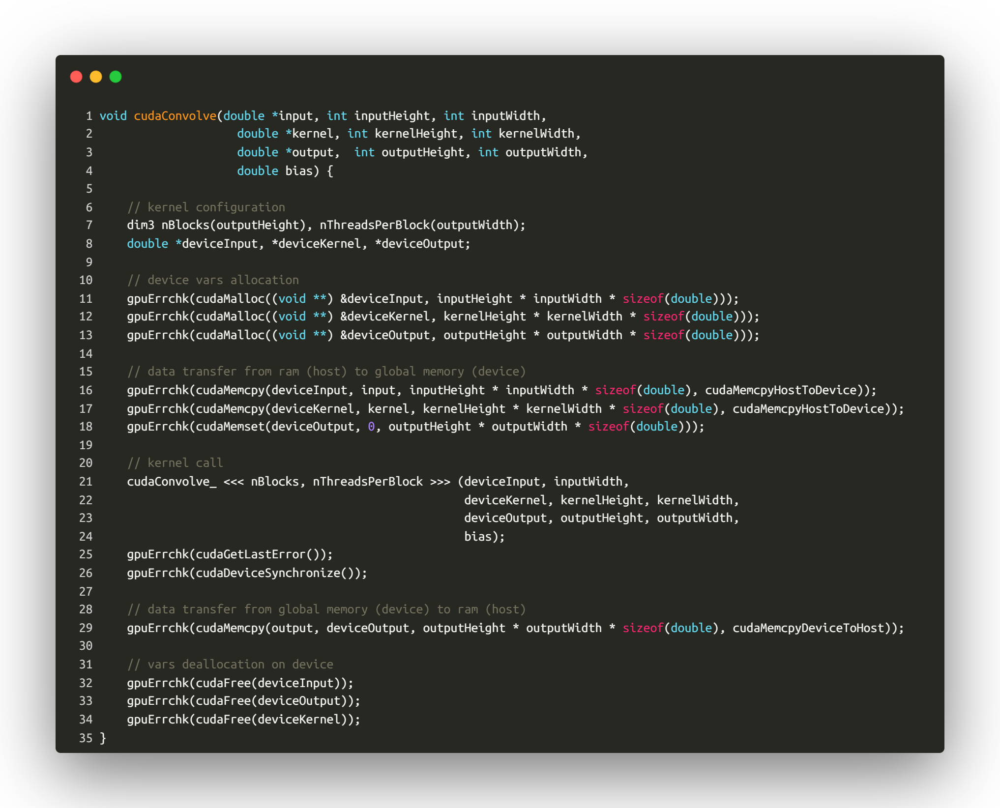 1 void cudaConvolve(double *input, int inputHeight, int inputWidth,
2                     double *kernel, int kernelHeight, int kernelWidth,
3                     double *output,  int outputHeight, int outputWidth,
4                     double bias) {
5
6     // kernel configuration
7     dim3 nBlocks(outputHeight), nThreadsPerBlock(outputWidth);
8     double *deviceInput, *deviceKernel, *deviceOutput;
9
10     // device vars allocation
11     gpuErrchk(cudaMalloc((void **) &deviceInput, inputHeight * inputWidth * sizeof(double)));
12     gpuErrchk(cudaMalloc((void **) &deviceKernel, kernelHeight * kernelWidth * sizeof(double)));
13     gpuErrchk(cudaMalloc((void **) &deviceOutput, outputHeight * outputWidth * sizeof(double)));
14
15     // data transfer from ram (host) to global memory (device)
16     gpuErrchk(cudaMemcpy(deviceInput, input, inputHeight * inputWidth * sizeof(double), cudaMemcpyHostToDevice));
17     gpuErrchk(cudaMemcpy(deviceKernel, kernel, kernelHeight * kernelWidth * sizeof(double), cudaMemcpyHostToDevice));
18     gpuErrchk(cudaMemset(deviceOutput, 0, outputHeight * outputWidth * sizeof(double)));
19
20     // kernel call
21     cudaConvolve_ <<< nBlocks, nThreadsPerBlock >>> (deviceInput, inputWidth,
22                                                      deviceKernel, kernelHeight, kernelWidth,
23                                                      deviceOutput, outputHeight, outputWidth,
24                                                      bias);
25     gpuErrchk(cudaGetLastError());
26     gpuErrchk(cudaDeviceSynchronize());
27
28     // data transfer from global memory (device) to ram (host)
29     gpuErrchk(cudaMemcpy(output, deviceOutput, outputHeight * outputWidth * sizeof(double), cudaMemcpyDeviceToHost));
30
31     // vars deallocation on device
32     gpuErrchk(cudaFree(deviceInput));
33     gpuErrchk(cudaFree(deviceOutput));
34     gpuErrchk(cudaFree(deviceKernel));
35 }